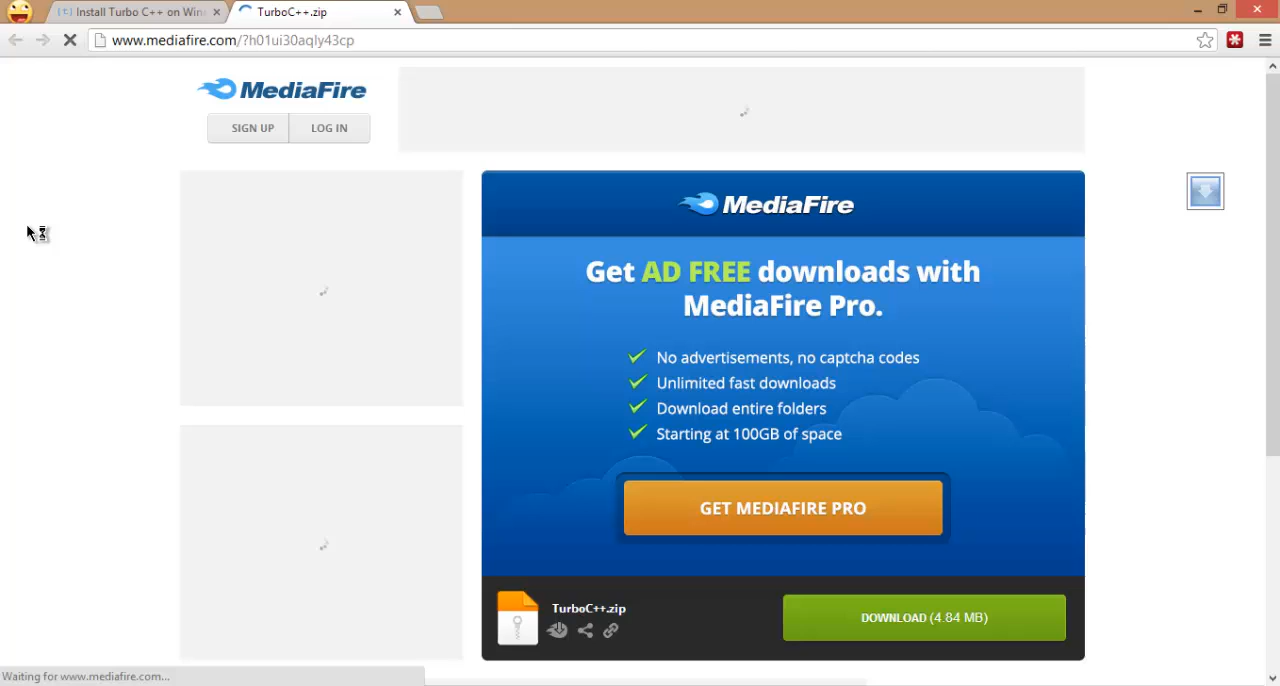 Install Turbo C++ on Win
TurboC++.zip
www.mediafire.com/?h01ui30aqly43cp
MediaFire
SIGN UP
LOG IN
MediaFire
Get AD FREE downloads with
MediaFire Pro.
No advertisements, no captcha codes
Unlimited fast downloads
Download entire folders
Starting at 100GB of space
GET MEDIAFIRE PRO
TurboC++.zip
DOWNLOAD (4.84 MB)
Waiting for www.mediafire.com...